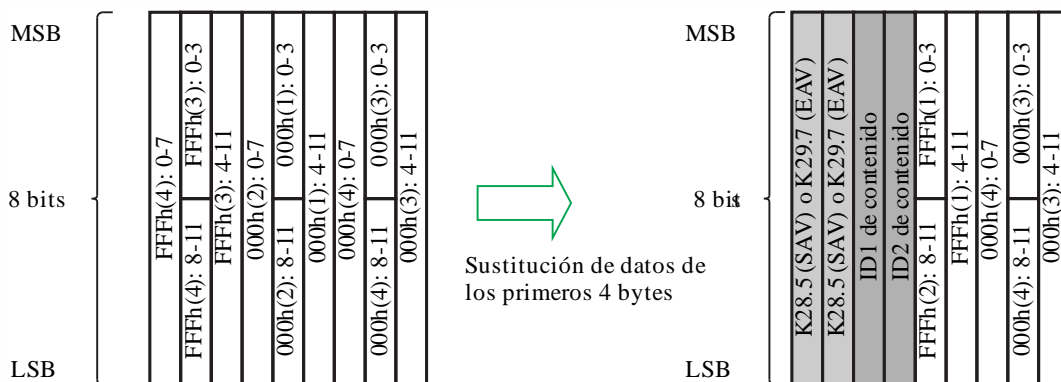 MSB
8 bits
LSB
FFFh(4): 0-7
FFFh(4): 8-11
FFFh(3): 0-3
FFFh(3): 4-11
000h(2): 0-7
000h(2): 8-11
000h(1): 0-3
000h(1): 4-11
000h(4): 0-7
000h(4): 8-11
000h(3): 0-3
000h(3): 4-11
Sustitución de datos de
los primeros 4 bytes
MSB
8 bits
LSB
K28.5 (SAV) o K29.7 (EAV)
K28.5 (SAV) o K29.7 (EAV)
ID1 de contenido
ID2 de contenido
FFFh(2): 8-11
FFFh(1): 0-3
FFFh(1): 4-11
000h(4): 0-7
000h(4): 8-11
000h(3): 0-3
000h(3): 4-11